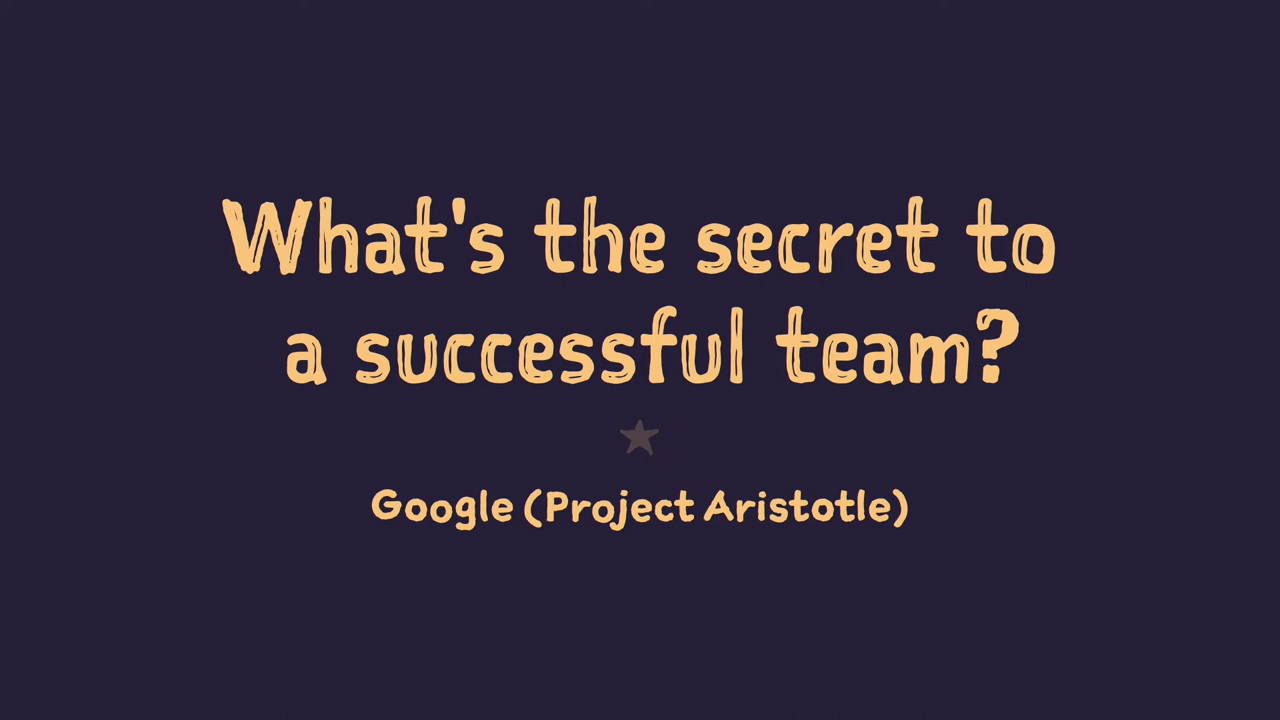 What's the secret to
a successful team?
Google (Project Aristotle)